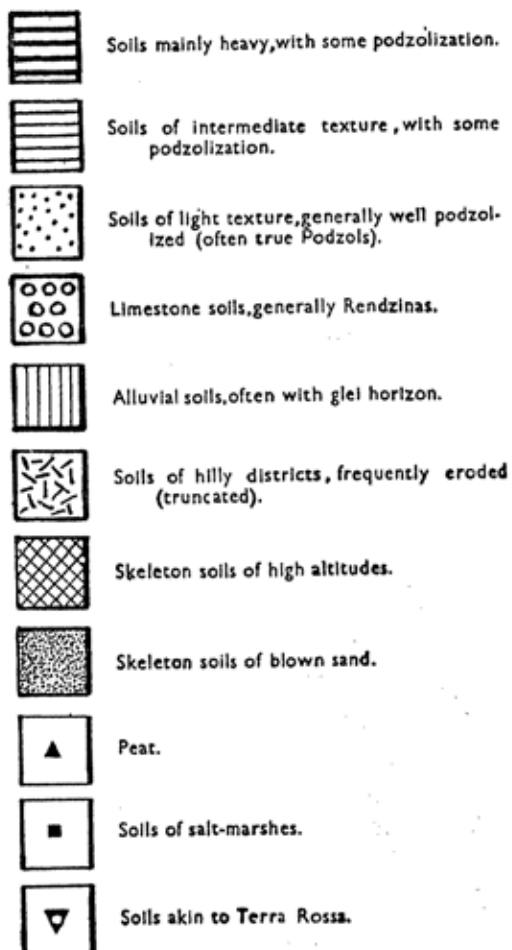 Soils mainly heavy,with some podzolization.
Soils of intermediate texture,with some
podzolization.
Soils of light texture,generally well podzol-
ized (often true Podzols).
Limestone soils,generally Rendzinas.
Alluvial soils,often with glei horizon.
Soils of hilly districts, frequently eroded
(truncated).
Skeleton soils of high altitudes.
Skeleton soils of blown sand.
Peat.
Soils of salt-marshes.
Soils akin to Terra Rossa.